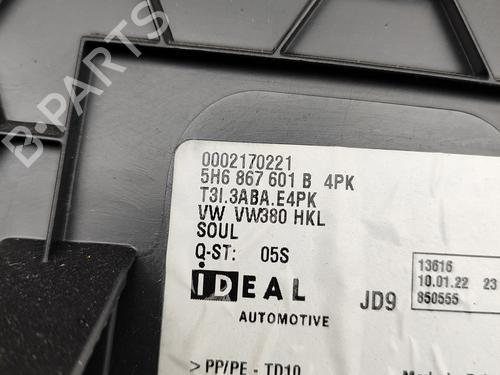 B-PARTS
0002170221
5H6 867 601 B 4PK
T3I.3ABA.E4PK
VW VW380 HKL
SOUL
Q-ST: 05S
iDEAL
AUTOMOTIVE
JD9
13616
10.01.22 23
850555
> PP/PE - TD10